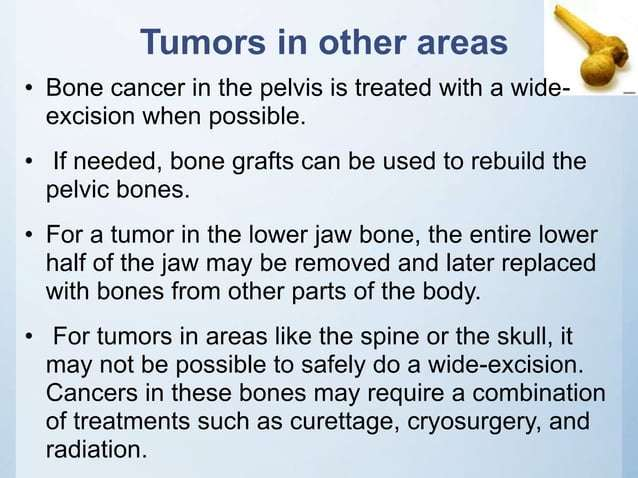 Tumors in other areas
• Bone cancer in the pelvis is treated with a wide-
excision when possible.
• If needed, bone grafts can be used to rebuild the
pelvic bones.
• For a tumor in the lower jaw bone, the entire lower
half of the jaw may be removed and later replaced
with bones from other parts of the body.
• For tumors in areas like the spine or the skull, it
may not be possible to safely do a wide-excision.
Cancers in these bones may require a combination
of treatments such as curettage, cryosurgery, and
radiation.